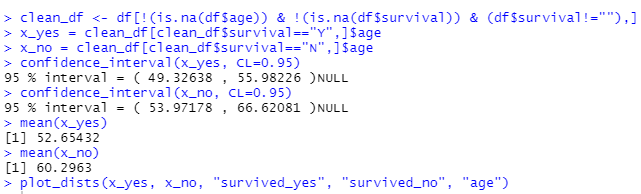 > clean_df <- df[!(is.na(df$age)) & !(is.na(df$survival)) & (df$survival!=""),]
> x_yes = clean_df[clean_df$survival=="Y",]$age
> x_no = clean_df[clean_df$survival=="N",]$age
> confidence_interval(x_yes, CL=0.95)
95 % interval = ( 49.32638 , 55.98226 )NULL
> confidence_interval(x_no, CL=0.95)
95 % interval = ( 53.97178 , 66.62081 )NULL
> mean(x_yes)
[1] 52.65432
> mean(x_no)
[1] 60.2963
> plot_dists(x_yes, x_no, "survived_yes", "survived_no", "age")